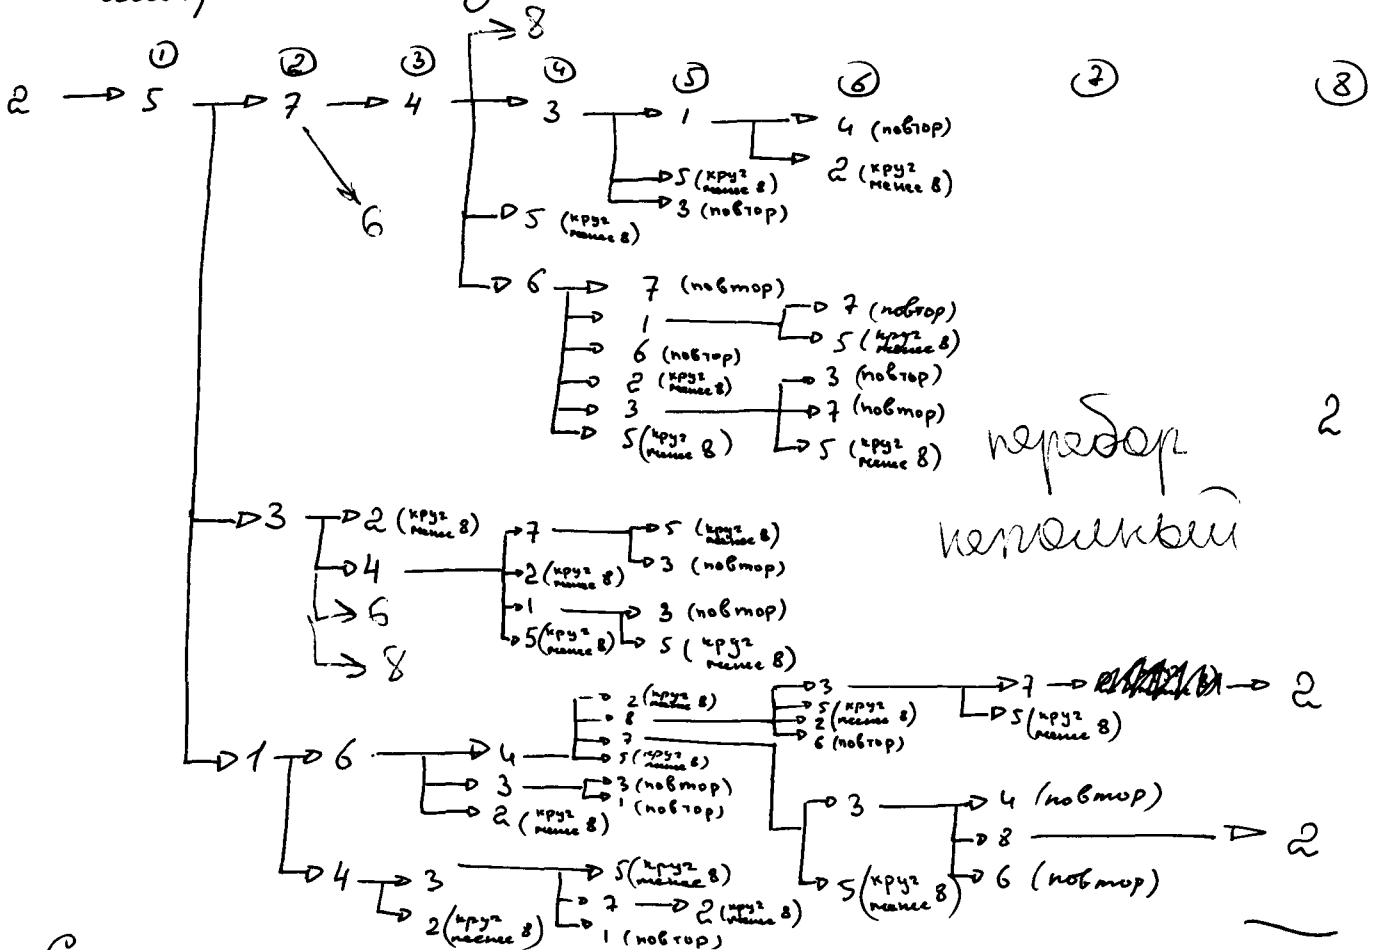 8
① ② ③ ④ ⑤ ⑥ ⑦ ⑧
2 5 7 4 3 1 4 (повтор)
2 (круг менее 8)
5 (круг менее 8)
3 (повтор)
6
5 (круг менее 8)
6 7 (повтор)
1 7 (повтор)
5 (круг менее 8)
6 (повтор)
2 (круг менее 8)
3 (повтор)
3 7 (повтор)
5 (круг менее 8) 5 (круг менее 8)
перебор 2
неполный
3 2 (круг менее 8) 7 5 (круг менее 8)
3 (повтор)
4 2 (круг менее 8)
6 1 3 (повтор)
5 (круг менее 8) 5 (круг менее 8)
8
2 (круг менее 8) 3 7 2
8 5 (круг менее 8) 5 (круг менее 8)
2 (круг менее 8)
7 6 (повтор)
1 6 4 5 (круг менее 8)
3 3 (повтор)
1 (повтор)
2 (круг менее 8)
3 4 (повтор)
8 2
4 3 5 (круг менее 8) 5 (круг менее 8) 6 (повтор)
2 (круг менее 8) 7 2 (круг менее 8)
1 (повтор)